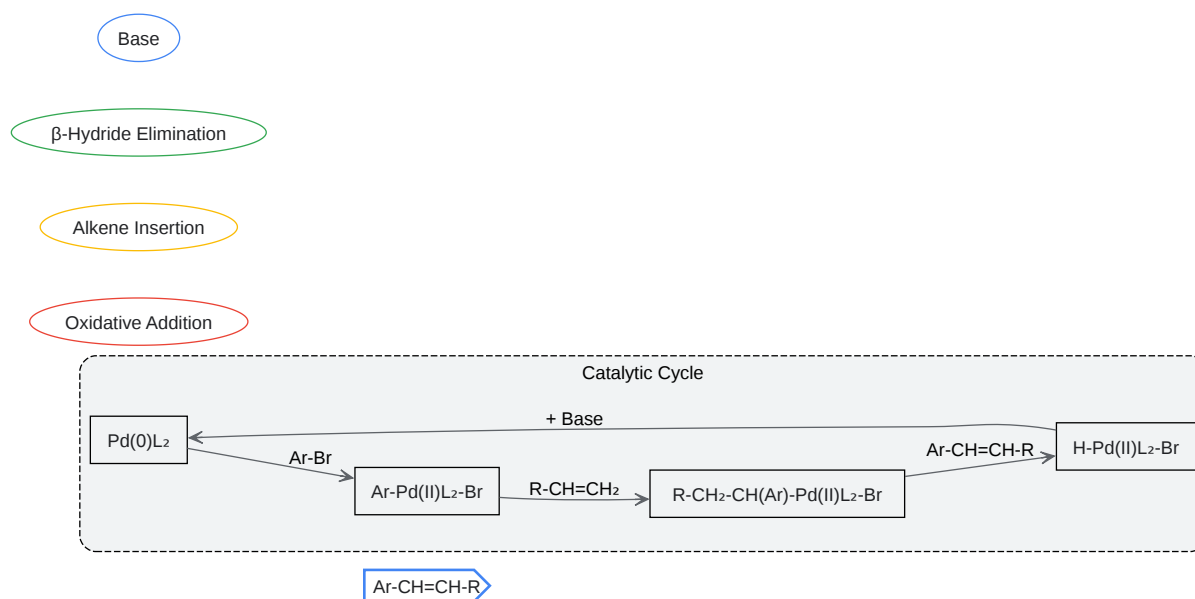 Base
β-Hydride Elimination
Alkene Insertion
Oxidative Addition
Catalytic Cycle
+ Base
Pd(0)L₂
Ar-Br
Ar-Pd(II)L₂-Br
R-CH=CH₂
R-CH₂-CH(Ar)-Pd(II)L₂-Br
Ar-CH=CH-R
H-Pd(II)L₂-Br
Ar-CH=CH-R